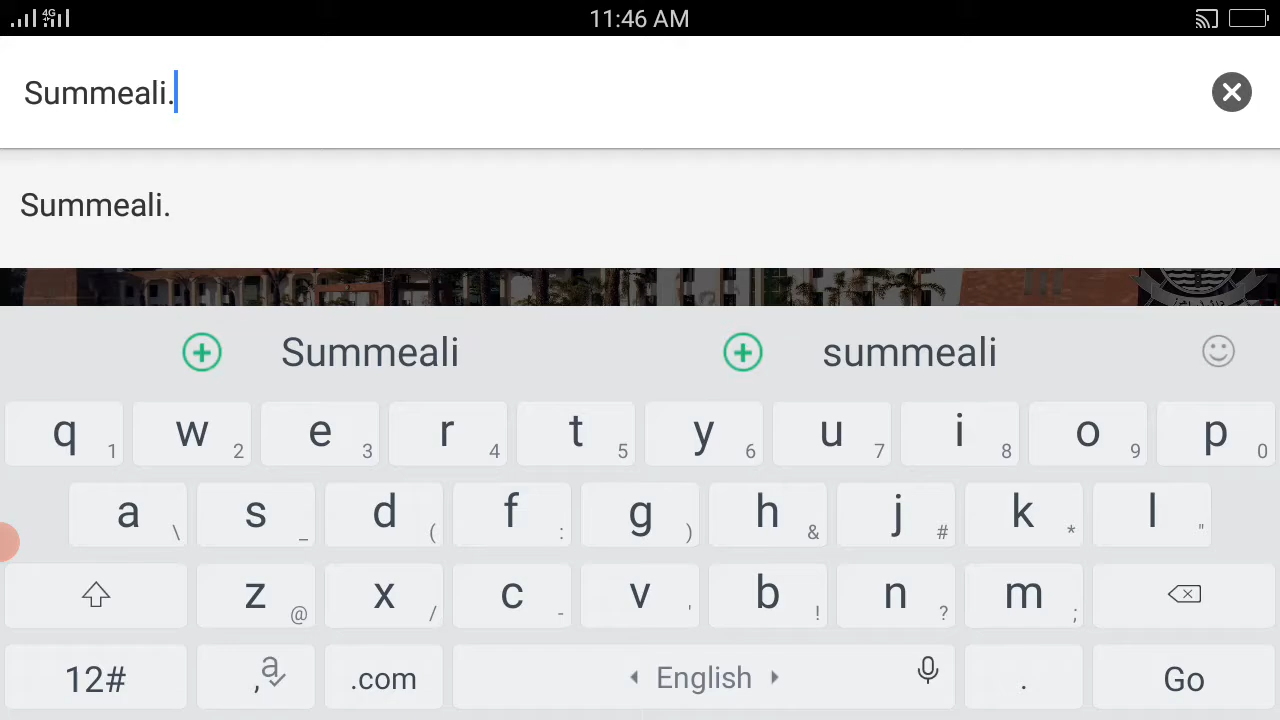 4G 11:46 AM
Summeali.
Summeali.
Summeali summeali
q 1 w 2 e 3 r 4 t 5 y 6 u 7 i 8 o 9 p 0
a \ s _ d ( f : g ) h & j # k * l "
z @ x / c - v ' b ! n ? m ;
12# , a .com English . Go